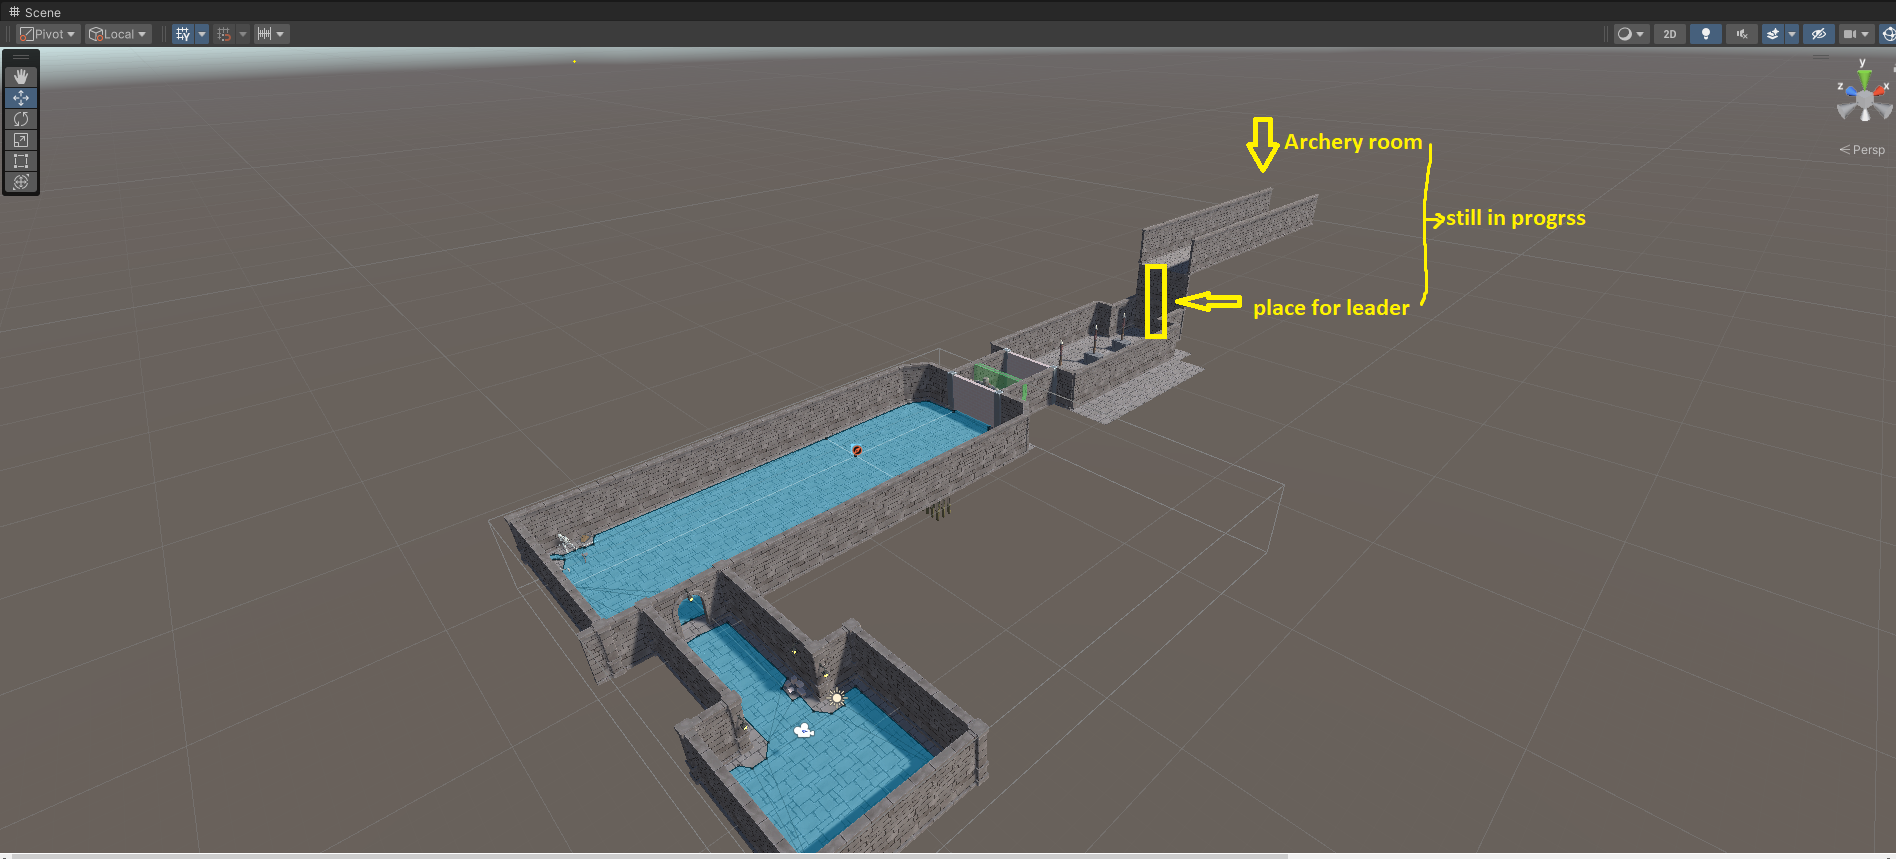 Scene
Pivot
Local
2D
y
z
x
Persp
Archery room
still in progrss
place for leader